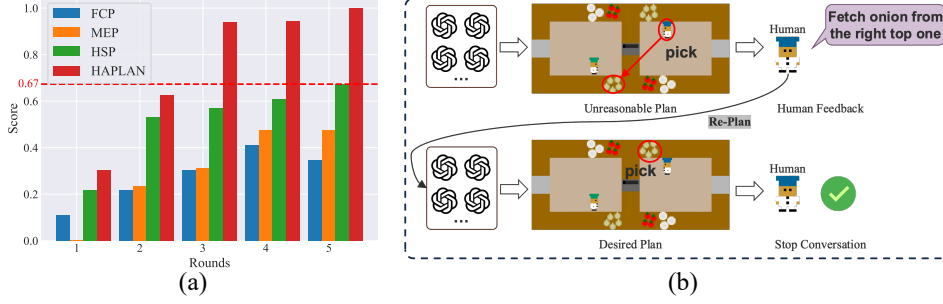 1.0
0.8
0.67
0.6
0.4
0.2
0.0
Score
FCP
MEP
HSP
HAPLAN
1 2 3 4 5
Rounds
(a)
...
pick
Unreasonable Plan
Human
Fetch onion from
the right top one
Human Feedback
Re-Plan
...
pick
Desired Plan
Human
Stop Conversation
(b)